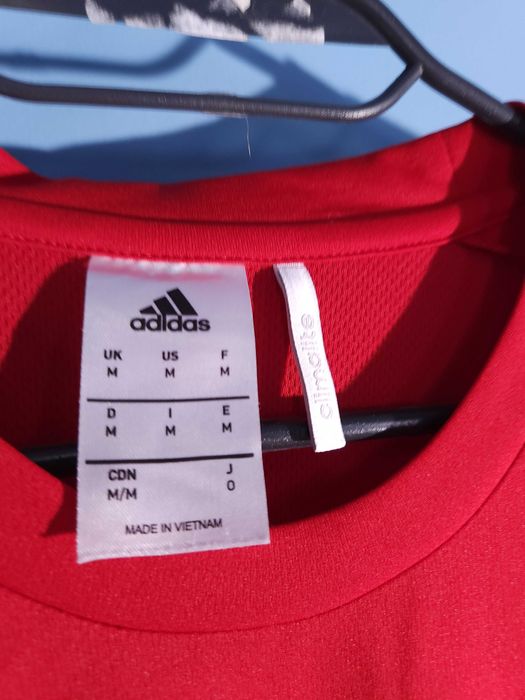 adidas
UK US F
M M M
D I E
M M M
CDN J
M/M O
MADE IN VIETNAM
climalite